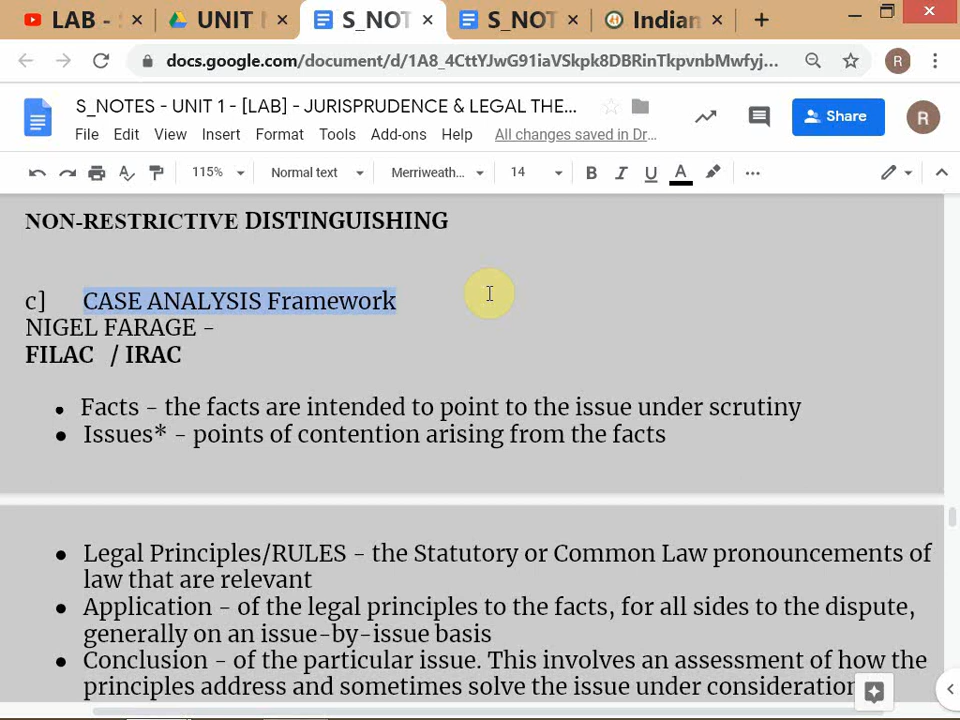 LAB - S
UNIT
S_NOT
S_NOT
Indian
docs.google.com/document/d/1A8_4CttYJwG91iaVSkpk8DBRinTkpvnbMwfyj...
R
S_NOTES - UNIT 1 - [LAB] - JURISPRUDENCE & LEGAL THE...
Share
R
File Edit View Insert Format Tools Add-ons Help All changes saved in Dr...
115% Normal text Merriweath... 14 B I U A
NON-RESTRICTIVE DISTINGUISHING
c] CASE ANALYSIS Framework
NIGEL FARAGE -
FILAC / IRAC
Facts - the facts are intended to point to the issue under scrutiny
Issues* - points of contention arising from the facts
Legal Principles/RULES - the Statutory or Common Law pronouncements of
law that are relevant
Application - of the legal principles to the facts, for all sides to the dispute,
generally on an issue-by-issue basis
Conclusion - of the particular issue. This involves an assessment of how the
principles address and sometimes solve the issue under consideration